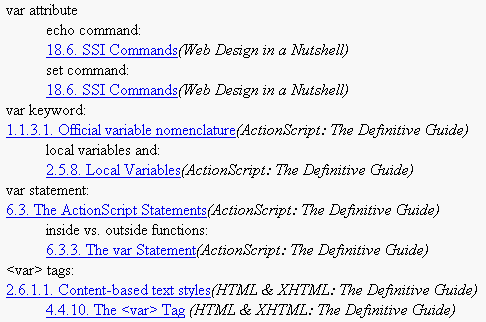 var attribute
echo command:
18.6. SSI Commands(Web Design in a Nutshell)
set command:
18.6. SSI Commands(Web Design in a Nutshell)
var keyword:
1.1.3.1. Official variable nomenclature(ActionScript: The Definitive Guide)
local variables and:
2.5.8. Local Variables(ActionScript: The Definitive Guide)
var statement:
6.3. The ActionScript Statements(ActionScript: The Definitive Guide)
inside vs. outside functions:
6.3.3. The var Statement(ActionScript: The Definitive Guide)
<var> tags:
2.6.1.1. Content-based text styles(HTML & XHTML: The Definitive Guide)
4.4.10. The <var> Tag (HTML & XHTML: The Definitive Guide)